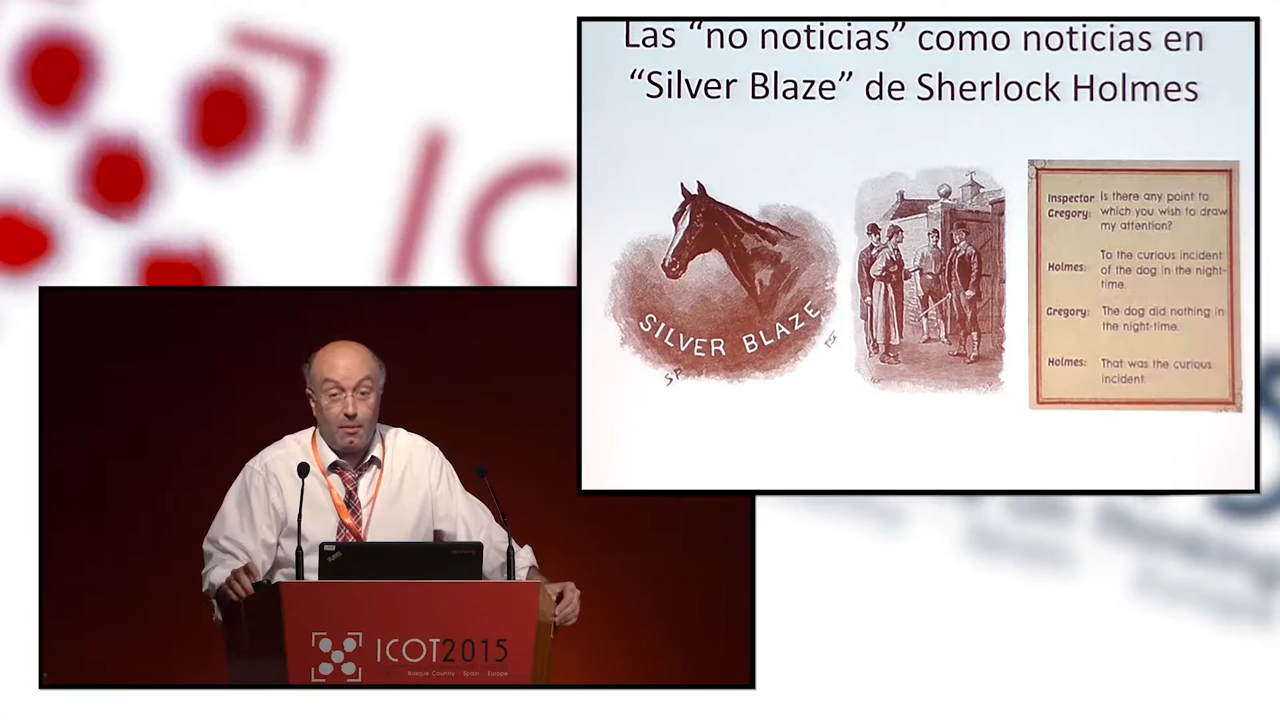 Las “no noticias” como noticias en
“Silver Blaze” de Sherlock Holmes
SILVER BLAZE
SP
Inspector Gregory: Is there any point to
which you wish to draw
my attention?
Holmes: To the curious incident
of the dog in the night-
time.
Gregory: The dog did nothing in
the night-time.
Holmes: That was the curious
incident.
IC
ICOT2015
Basque Country · Spain · Europe